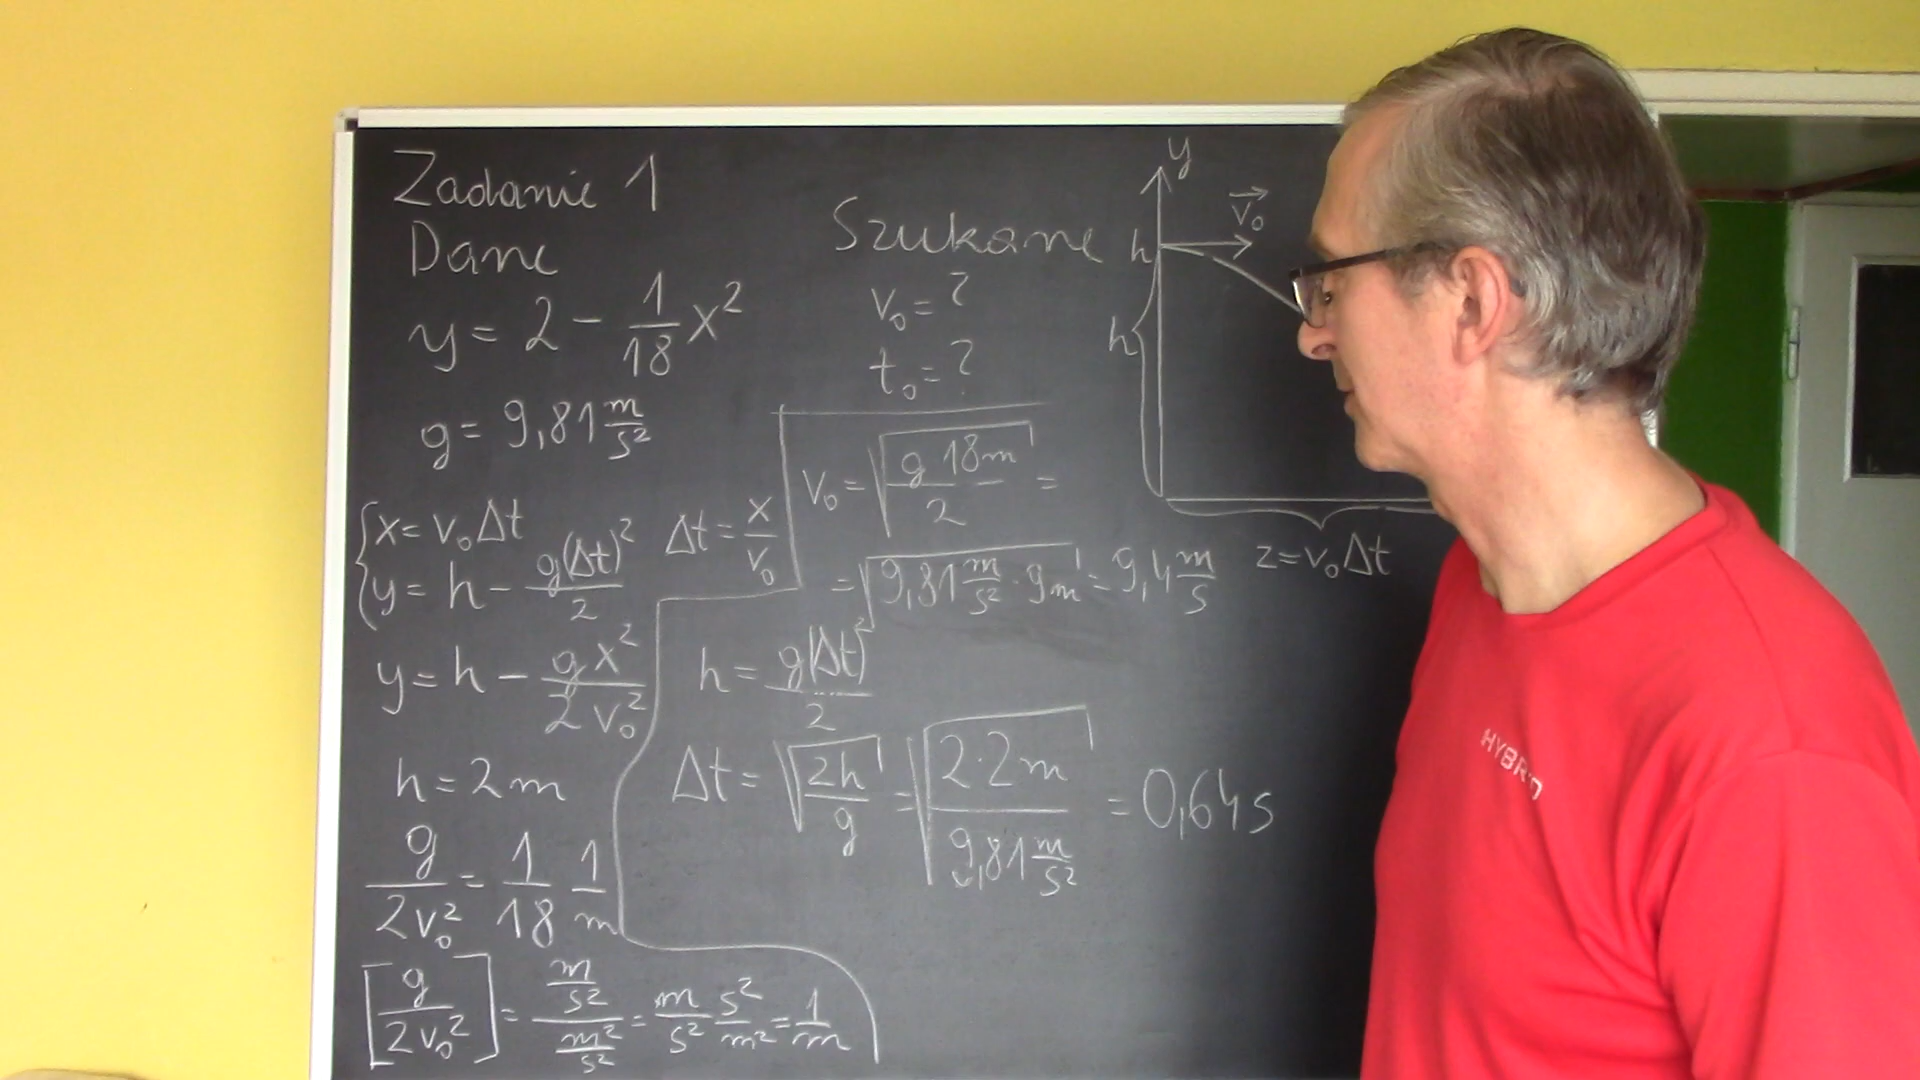 Zadanie 1
Dane
y = 2 - 1/18 x²
g = 9,81 m/s²
{ x = v₀Δt
y = h - g(Δt)²/2
Δt = x/v₀
y = h - gx²/2v₀²
h = 2m
g/2v₀² = 1/18 1/m
[g/2v₀²] = (m/s²)/(m²/s²) = m/s² s²/m² = 1/m
Szukane
v₀ = ?
t₀ = ?
v₀ = √(g 18m/2) =
= √(9,81 m/s² · 9m) = 9,4 m/s
h = g(Δt)²/2
Δt = √(2h/g) = √(2·2m/9,81 m/s²) = 0,64s
y
v₀
h
h
z = v₀Δt
HYBRID